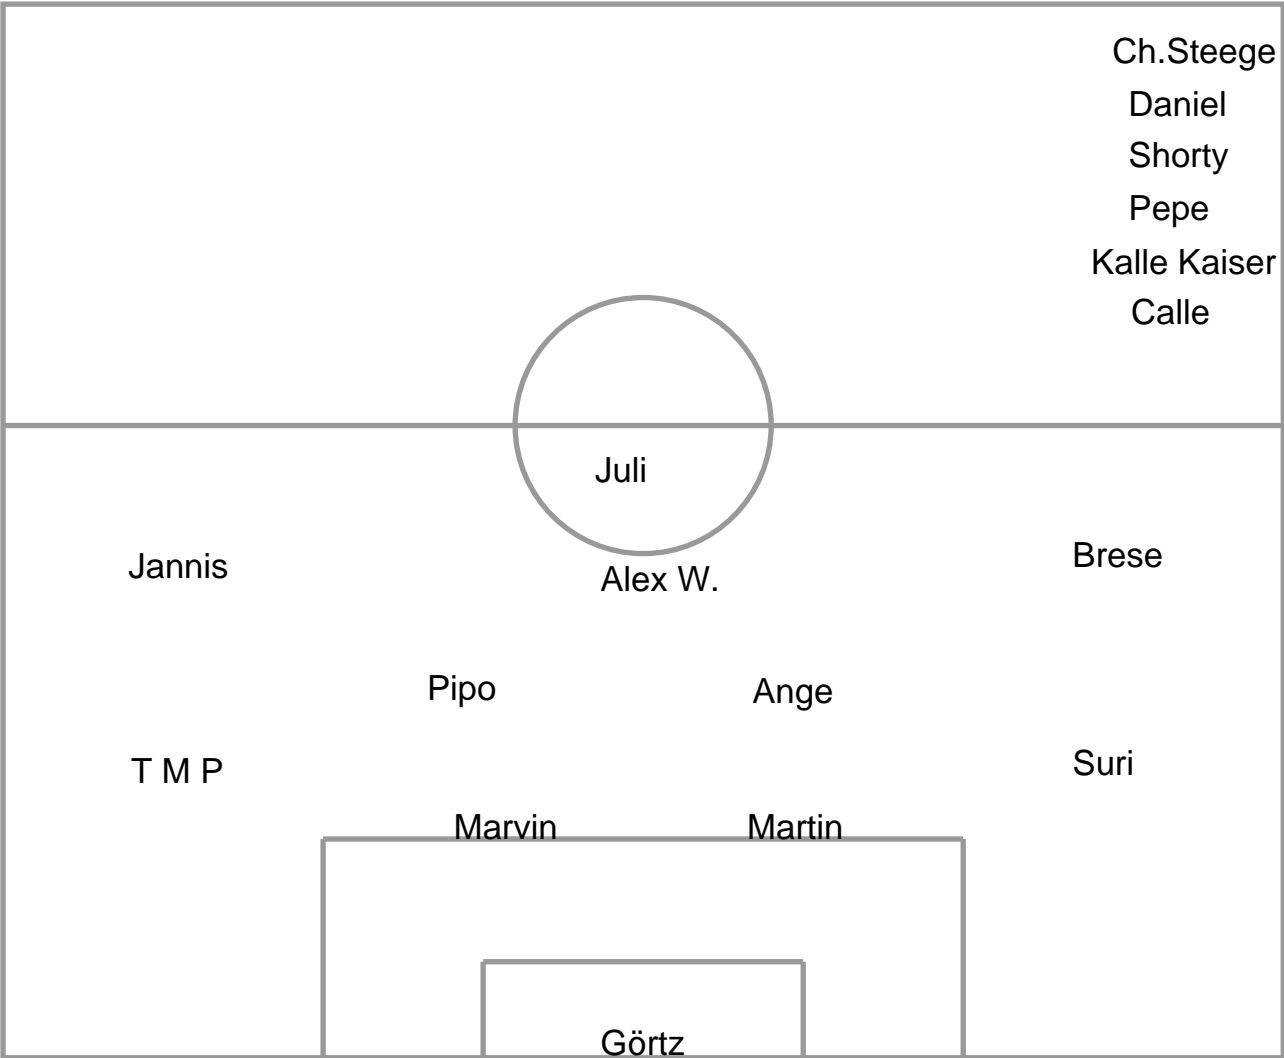 Ch.Steege
Daniel
Shorty
Pepe
Kalle Kaiser
Calle
Juli
Jannis
Brese
Alex W.
Pipo
Ange
T M P
Suri
Marvin
Martin
Görtz